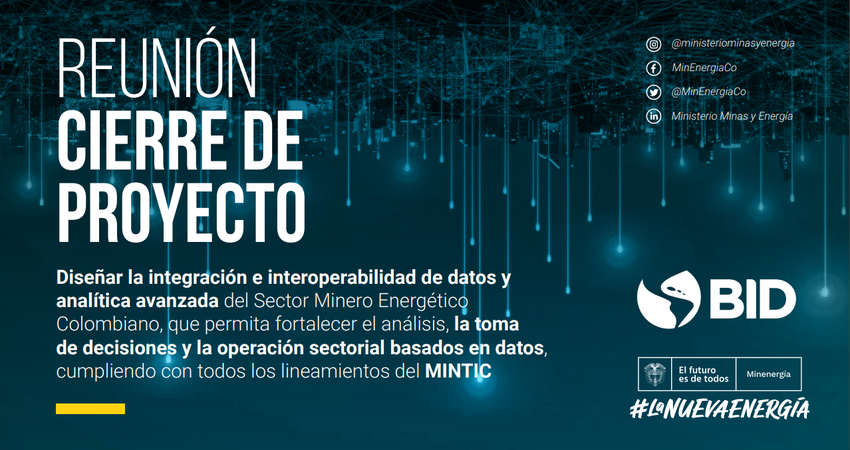 REUNIÓN
CIERRE DE
PROYECTO
Diseñar la integración e interoperabilidad de datos y
analítica avanzada del Sector Minero Energético
Colombiano, que permita fortalecer el análisis, la toma
de decisiones y la operación sectorial basados en datos,
cumpliendo con todos los lineamientos del MINTIC
@ministeriominasyenergia
MinEnergiaCo
@MinEnergiaCo
Ministerio Minas y Energía
BID
El futuro
es de todos
Minenergía
#LaNUEVAENERGÍA